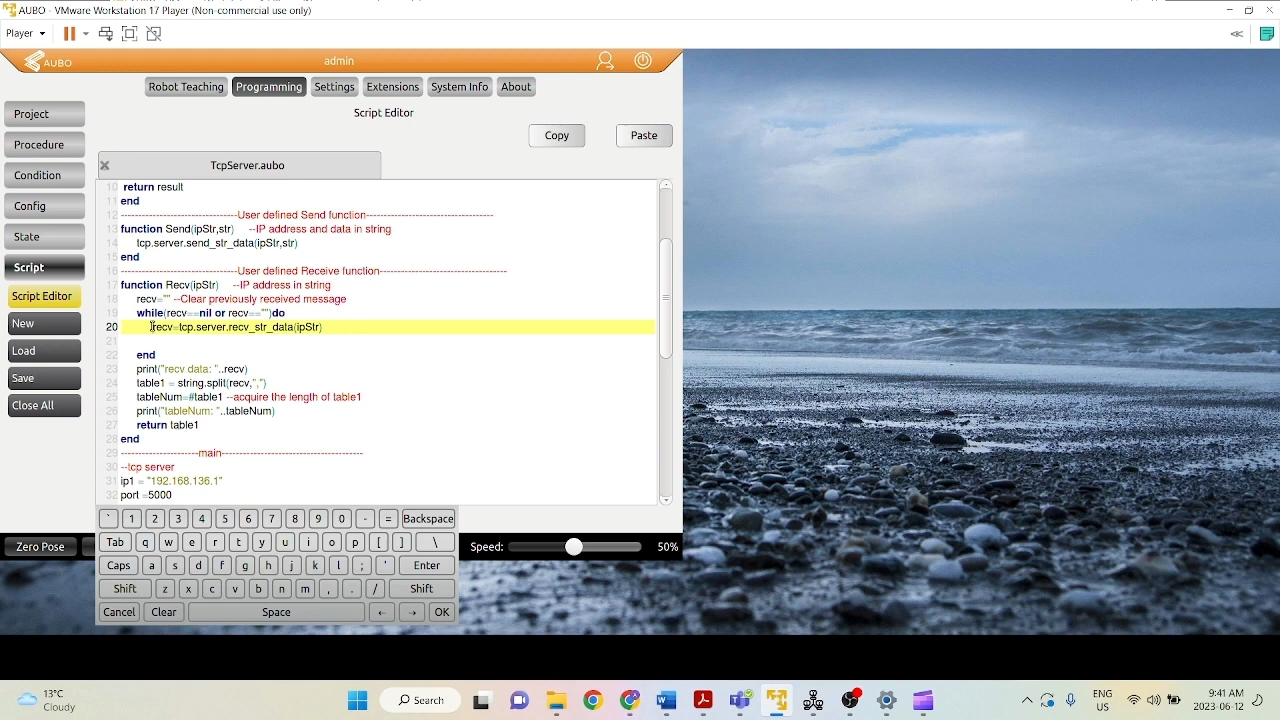 AUBO - VMware Workstation 17 Player (Non-commercial use only)
Player
AUBO
admin
Robot Teaching
Programming
Settings
Extensions
System Info
About
Project
Procedure
Condition
Config
State
Script
Script Editor
New
Load
Save
Close All
Script Editor
Copy
Paste
TcpServer.aubo
10 return result
11 end
12 ---------------------------------User defined Send function------------------------------------
13 function Send(ipStr,str) --IP address and data in string
14 tcp.server.send_str_data(ipStr,str)
15 end
16 ---------------------------------User defined Receive function------------------------------------
17 function Recv(ipStr) --IP address in string
18 recv="" --Clear previously received message
19 while(recv==nil or recv=="")do
20 recv=tcp.server.recv_str_data(ipStr)
21
22 end
23 print("recv data: "..recv)
24 table1 = string.split(recv,",")
25 tableNum=#table1 --acquire the length of table1
26 print("tableNum: "..tableNum)
27 return table1
28 end
29 ----------------------main----------------------------------------
30 --tcp server
31 ip1 = "192.168.136.1"
32 port =5000
` 1 2 3 4 5 6 7 8 9 0 - = Backspace
Tab q w e r t y u i o p [ ] \
Caps a s d f g h j k l ; ' Enter
Shift z x c v b n m , . / Shift
Cancel Clear Space ← → OK
Zero Pose
Speed:
50%
13°C
Cloudy
Search
ENG
US
9:41 AM
2023-06-12